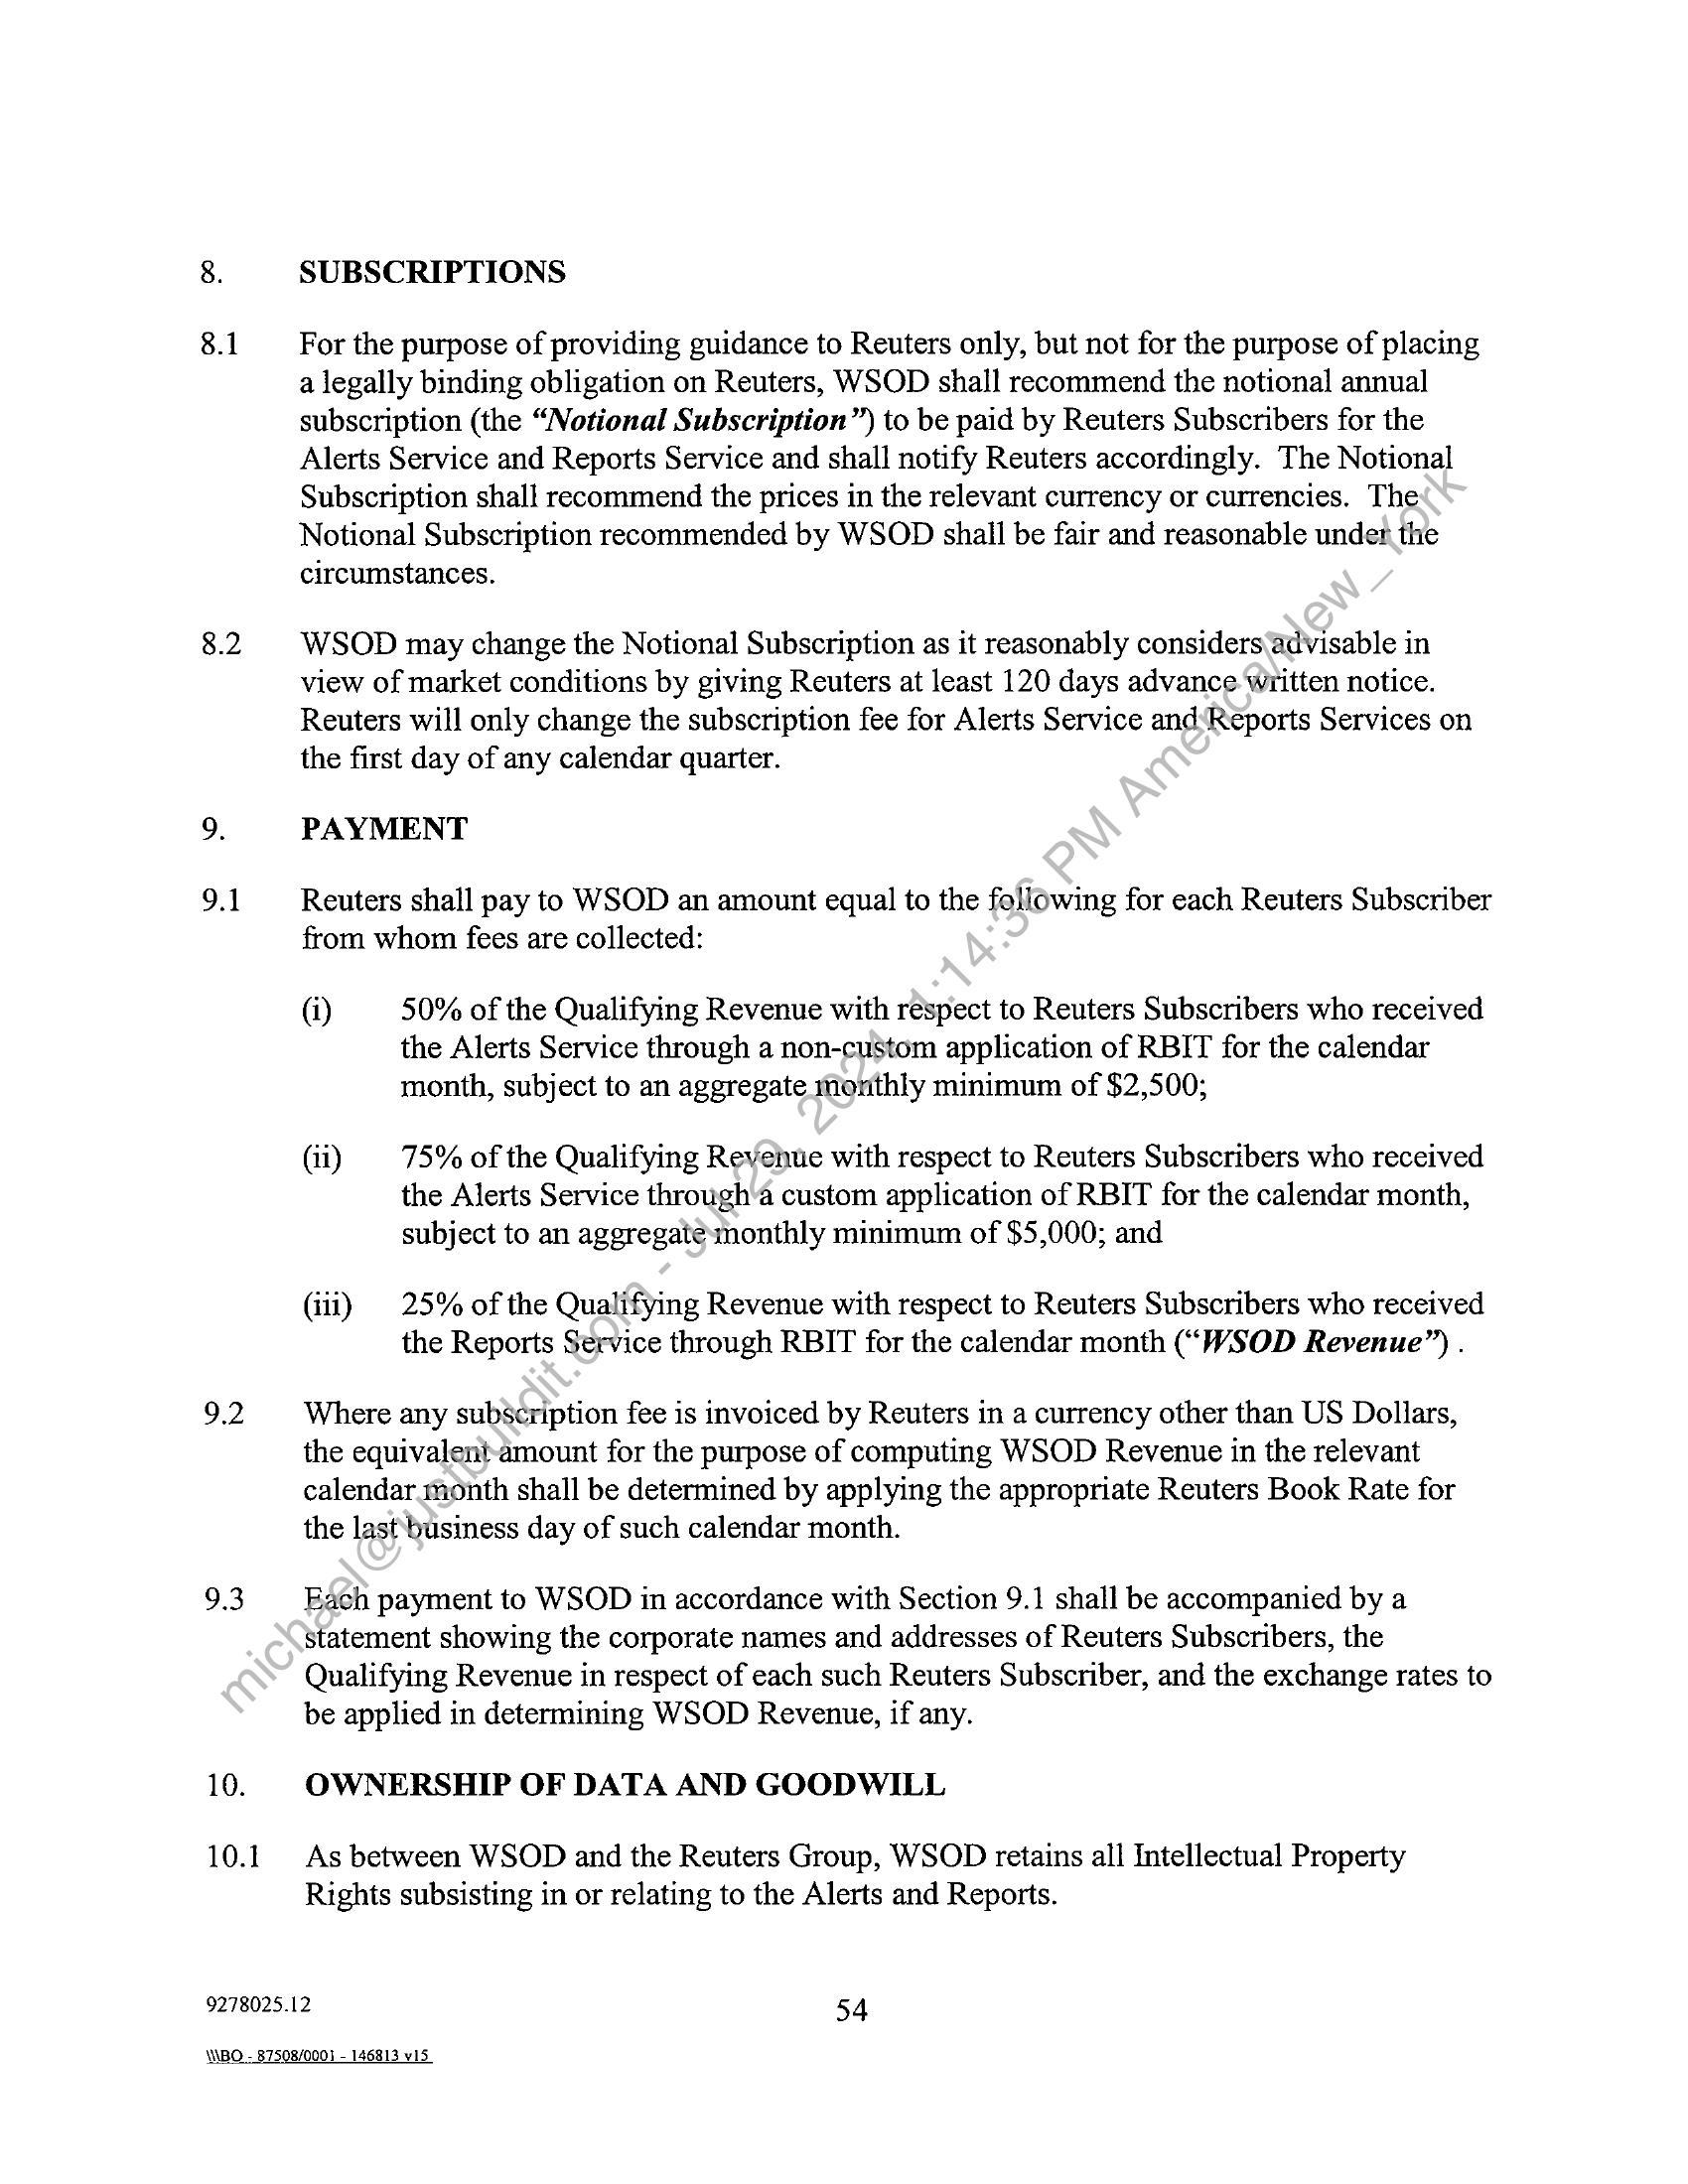 8. SUBSCRIPTIONS
8.1 For the purpose of providing guidance to Reuters only, but not for the purpose of placing
a legally binding obligation on Reuters, WSOD shall recommend the notional annual
subscription (the “Notional Subscription”) to be paid by Reuters Subscribers for the
Alerts Service and Reports Service and shall notify Reuters accordingly. The Notional
Subscription shall recommend the prices in the relevant currency or currencies. The
Notional Subscription recommended by WSOD shall be fair and reasonable under the
circumstances.
8.2 WSOD may change the Notional Subscription as it reasonably considers advisable in
view of market conditions by giving Reuters at least 120 days advance written notice.
Reuters will only change the subscription fee for Alerts Service and Reports Services on
the first day of any calendar quarter.
9. PAYMENT
9.1 Reuters shall pay to WSOD an amount equal to the following for each Reuters Subscriber
from whom fees are collected:
(i) 50% of the Qualifying Revenue with respect to Reuters Subscribers who received
the Alerts Service through a non-custom application of RBIT for the calendar
month, subject to an aggregate monthly minimum of $2,500;
(ii) 75% of the Qualifying Revenue with respect to Reuters Subscribers who received
the Alerts Service through a custom application of RBIT for the calendar month,
subject to an aggregate monthly minimum of $5,000; and
(iii) 25% of the Qualifying Revenue with respect to Reuters Subscribers who received
the Reports Service through RBIT for the calendar month (“WSOD Revenue”) .
9.2 Where any subscription fee is invoiced by Reuters in a currency other than US Dollars,
the equivalent amount for the purpose of computing WSOD Revenue in the relevant
calendar month shall be determined by applying the appropriate Reuters Book Rate for
the last business day of such calendar month.
9.3 Each payment to WSOD in accordance with Section 9.1 shall be accompanied by a
statement showing the corporate names and addresses of Reuters Subscribers, the
Qualifying Revenue in respect of each such Reuters Subscriber, and the exchange rates to
be applied in determining WSOD Revenue, if any.
10. OWNERSHIP OF DATA AND GOODWILL
10.1 As between WSOD and the Reuters Group, WSOD retains all Intellectual Property
Rights subsisting in or relating to the Alerts and Reports.
9278025.12 54
\\\BO - 87508/0001 - 146813 v15
michael@justbuildit.com - Jul 29, 2024, 1:14:36 PM America/New_York